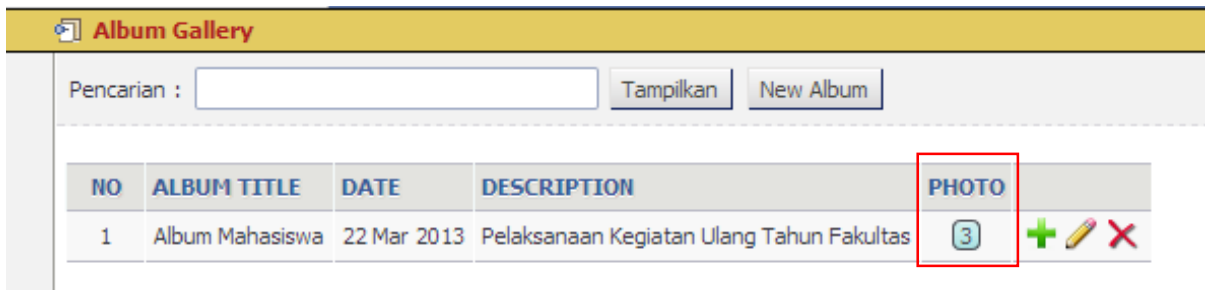 Album Gallery
Pencarian : Tampilkan New Album
NO ALBUM TITLE DATE DESCRIPTION PHOTO
1 Album Mahasiswa 22 Mar 2013 Pelaksanaan Kegiatan Ulang Tahun Fakultas 3